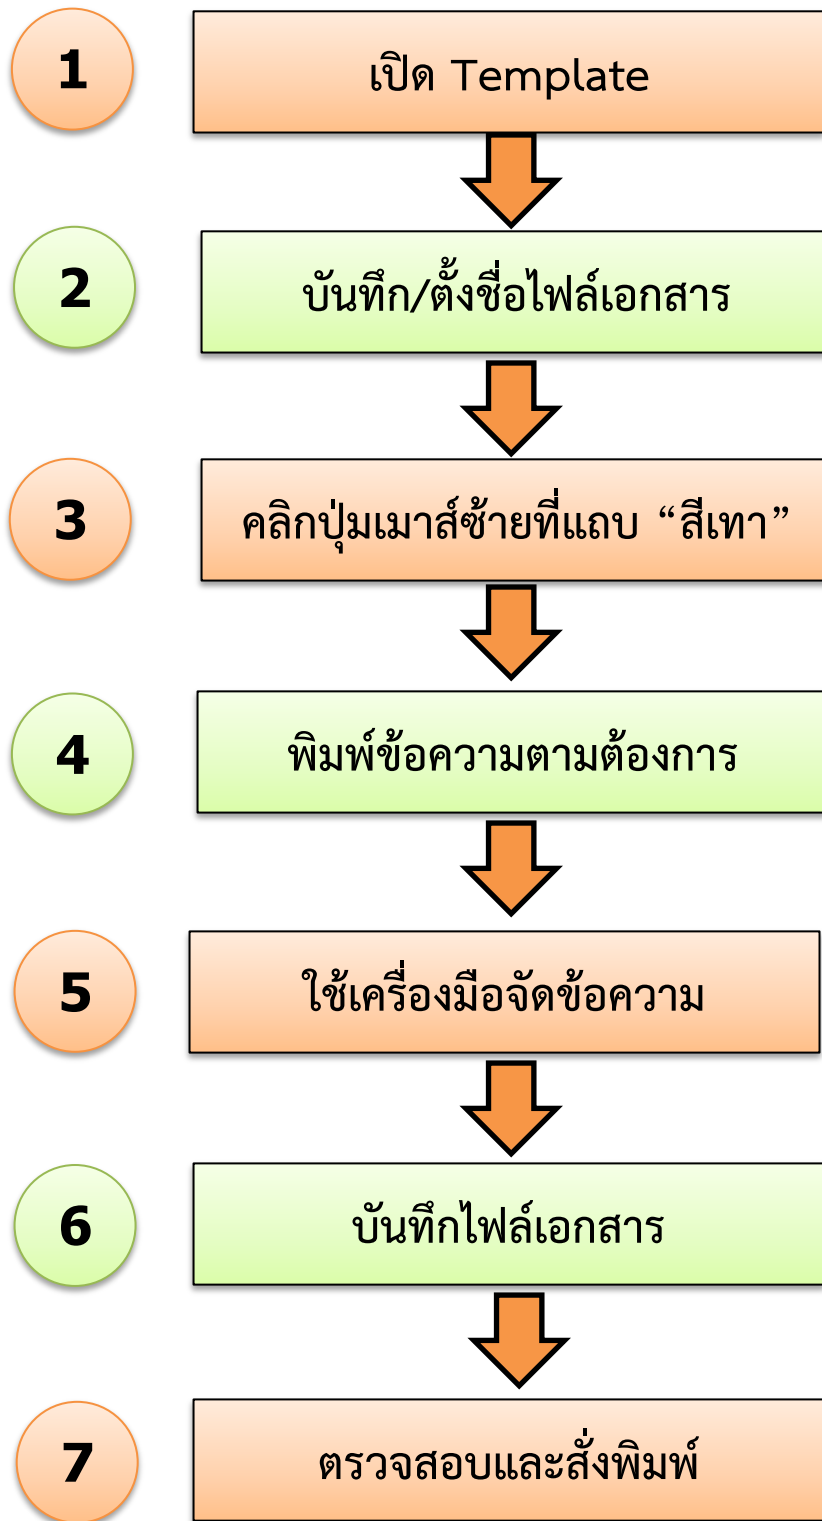 1
เปิด Template
2
บันทึก/ตั้งชื่อไฟล์เอกสาร
3
คลิกปุ่มเมาส์ซ้ายที่แถบ “สีเทา”
4
พิมพ์ข้อความตามต้องการ
5
ใช้เครื่องมือจัดข้อความ
6
บันทึกไฟล์เอกสาร
7
ตรวจสอบและสั่งพิมพ์